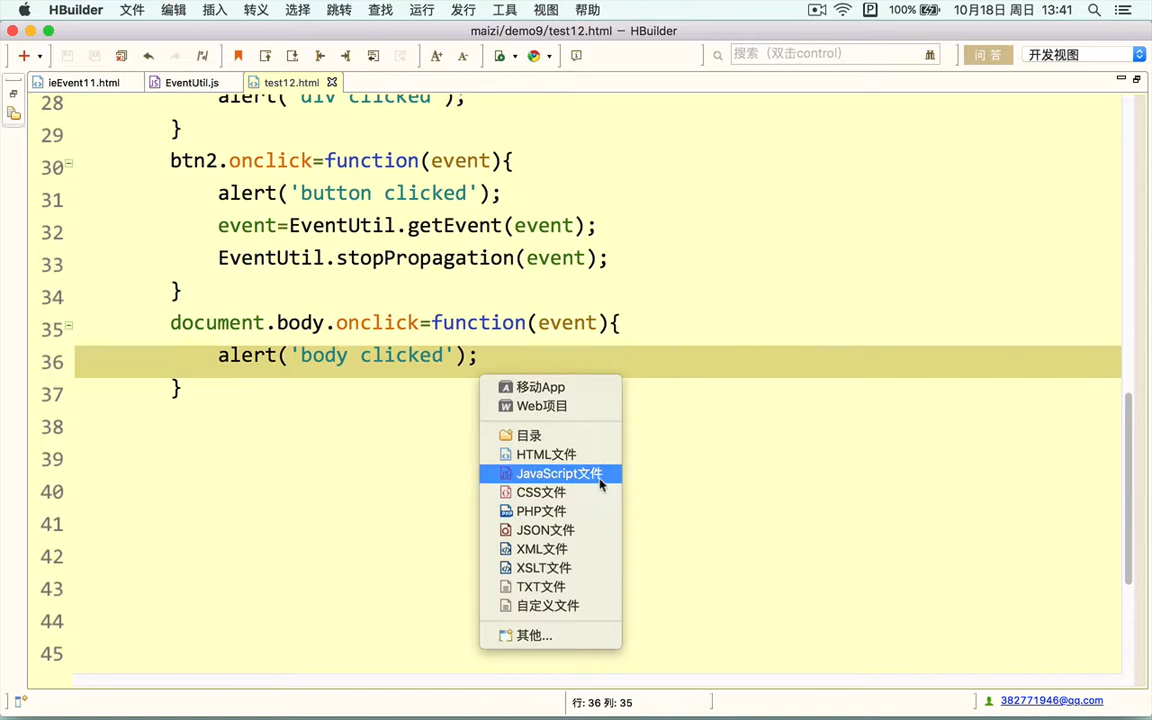 HBuilder 文件 编辑 插入 转义 选择 跳转 查找 运行 发行 工具 视图 帮助 100% 10月18日 周日 13:41
maizi/demo9/test12.html — HBuilder
搜索（双击control） 问 答 开发视图
ieEvent11.html EventUtil.js test12.html
28 alert('div clicked');
29 }
30 btn2.onclick=function(event){
31 alert('button clicked');
32 event=EventUtil.getEvent(event);
33 EventUtil.stopPropagation(event);
34 }
35 document.body.onclick=function(event){
36 alert('body clicked');
37 }
38
39
40
41
42
43
44
45
移动App
Web项目
目录
HTML文件
JavaScript文件
CSS文件
PHP文件
JSON文件
XML文件
XSLT文件
TXT文件
自定义文件
其他...
行: 36 列: 35
382771946@qq.com